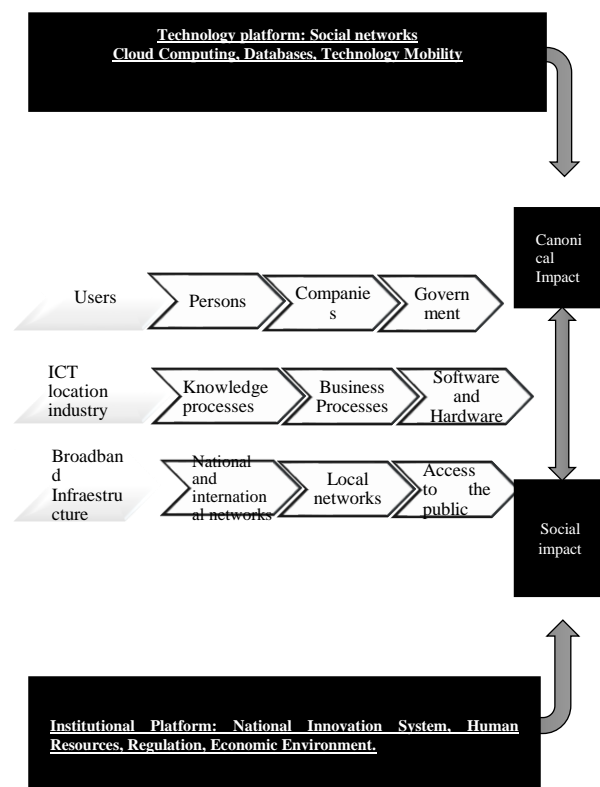 Technology platform: Social networks
Cloud Computing, Databases, Technology Mobility
Canoni
cal
Impact
Users
Persons
Companie
s
Govern
ment
ICT
location
industry
Knowledge
processes
Business
Processes
Software
and
Hardware
Broadban
d
Infraestru
cture
National
and
internation
al networks
Local
networks
Access
to the
public
Social
impact
Institutional Platform: National Innovation System, Human
Resources, Regulation, Economic Environment.